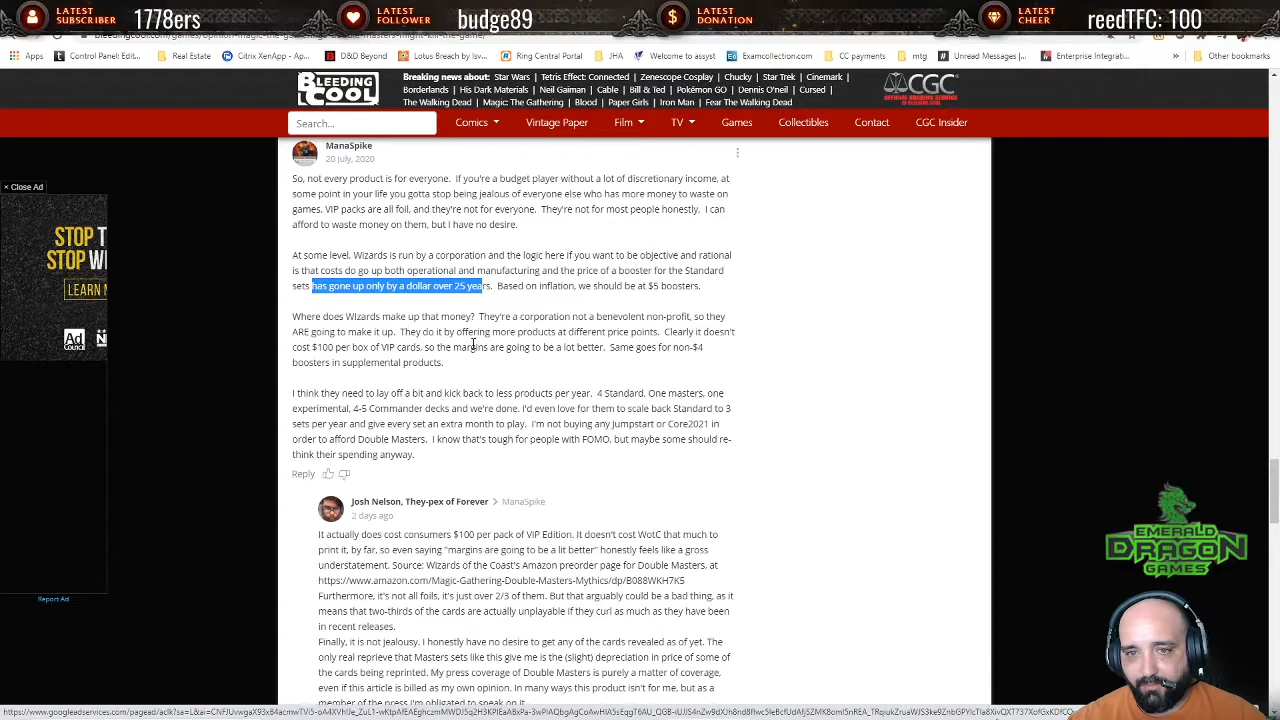 LATEST SUBSCRIBER 1778ers LATEST FOLLOWER budge89 LATEST DONATION LATEST CHEER reedTFC: 100
Apps Control Panel: Edit... Reuse Citrix XenApp - Ap... D&D Beyond Lotus Breach by Isv... Ring Central Portal JHA Welcome to assyst Examcollection.com CC payments mtg Unread Messages |... Enterprise Integrati... Other bookmarks
BLEEDING COOL
Breaking news about: Star Wars | Tetris Effect: Connected | Zenescope Cosplay | Chucky | Star Trek | Cinemark |
Borderlands | His Dark Materials | Neil Gaiman | Cable | Bill & Ted | Pokémon GO | Dennis O'neil | Cursed |
The Walking Dead | Magic: The Gathering | Blood | Paper Girls | Iron Man | Fear The Walking Dead
CGC
Search... Comics Vintage Paper Film TV Games Collectibles Contact CGC Insider
ManaSpike
20 July, 2020
× Close Ad
STOP T
STOP W
LEARN
Ad Council
Report Ad
So, not every product is for everyone. If you're a budget player without a lot of discretionary income, at
some point in your life you gotta stop being jealous of everyone else who has more money to waste on
games. VIP packs are all foil, and they're not for everyone. They're not for most people honestly. I can
afford to waste money on them, but I have no desire.
At some level, Wizards is run by a corporation and the logic here if you want to be objective and rational
is that costs do go up both operational and manufacturing and the price of a booster for the Standard
sets has gone up only by a dollar over 25 years. Based on inflation, we should be at $5 boosters.
Where does WIzards make up that money? They're a corporation not a benevolent non-profit, so they
ARE going to make it up. They do it by offering more products at different price points. Clearly it doesn't
cost $100 per box of VIP cards, so the margins are going to be a lot better. Same goes for non-$4
boosters in supplemental products.
I think they need to lay off a bit and kick back to less products per year. 4 Standard, One masters, one
experimental, 4-5 Commander decks and we're done. I'd even love for them to scale back Standard to 3
sets per year and give every set an extra month to play. I'm not buying any Jumpstart or Core2021 in
order to afford Double Masters. I know that's tough for people with FOMO, but maybe some should re-
think their spending anyway.
Reply
Josh Nelson, They-pex of Forever > ManaSpike
2 days ago
It actually does cost consumers per pack of VIP Edition. It doesn't cost WotC that much to
print it, by far, so even saying "margins are going to be a lit better" honestly feels like a gross
understatement. Source: Wizards of the Coast's Amazon preorder page for Double Masters, at
https://www.amazon.com/Magic-Gathering-Double-Masters-Mythics/dp/B088WKH7K5
Furthermore, it's not all foils, it's just over 2/3 of them. But that arguably could be a bad thing, as it
means that two-thirds of the cards are actually unplayable if they curl as much as they have been
in recent releases.
Finally, it is not jealousy. I honestly have no desire to get any of the cards revealed as of yet. The
only real reprieve that Masters sets like this give me is the (slight) depreciation in price of some of
the cards being reprinted. My press coverage of Double Masters is purely a matter of coverage,
even if this article is billed as my own opinion. In many ways this product isn't for me, but as a
member of the press I'm obligated to speak on it.
EMERALD
DRAGON
GAMES